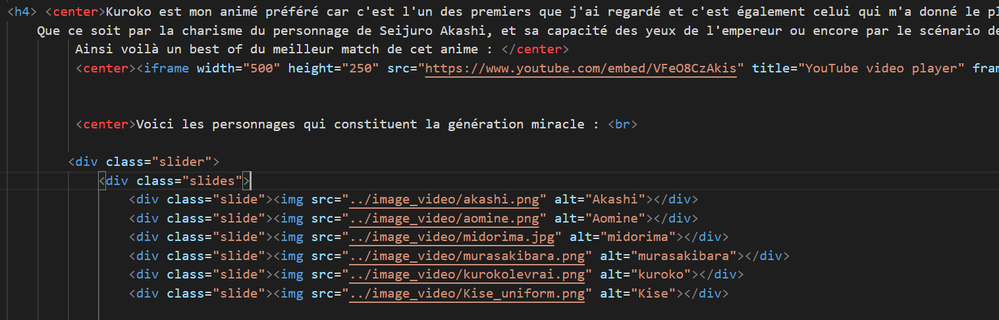 <h4> <center>Kuroko est mon animé préféré car c'est l'un des premiers que j'ai regardé et c'est également celui qui m'a donné le
Que ce soit par la charisme du personnage de Seijuro Akashi, et sa capacité des yeux de l'empereur ou encore par le scénario
Ainsi voilà un best of du meilleur match de cet anime : </center>
<center><iframe width="500" height="250" src="https://www.youtube.com/embed/VFeO8CzAkis" title="YouTube video player"
<center>Voici les personnages qui constituent la génération miracle : <br>
<div class="slider">
<div class="slides">
<div class="slide"><img src="../image_video/akashi.png" alt="Akashi"></div>
<div class="slide"><img src="../image_video/aomine.png" alt="Aomine"></div>
<div class="slide"><img src="../image_video/midorima.jpg" alt="midorima"></div>
<div class="slide"><img src="../image_video/murasakibara.png" alt="murasakibara"></div>
<div class="slide"><img src="../image_video/kurokolevrai.png" alt="kuroko"></div>
<div class="slide"><img src="../image_video/Kise_uniform.png" alt="Kise"></div>